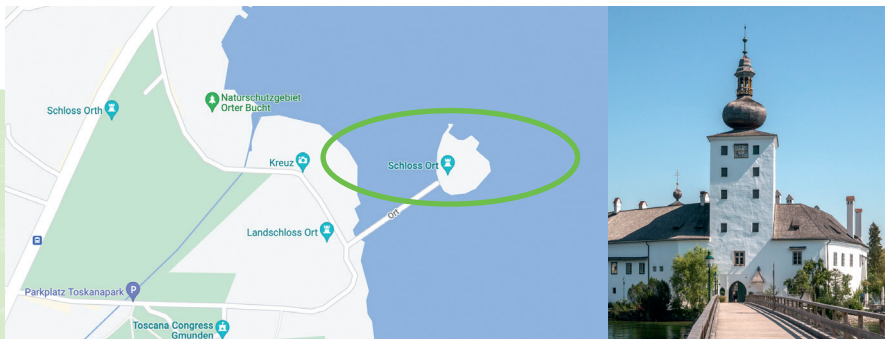 Schloss Orth
Naturschutzgebiet
Orter Bucht
Kreuz
Schloss Ort
Ort
Landschloss Ort
Parkplatz Toskanapark
P
Toscana Congress
Gmunden